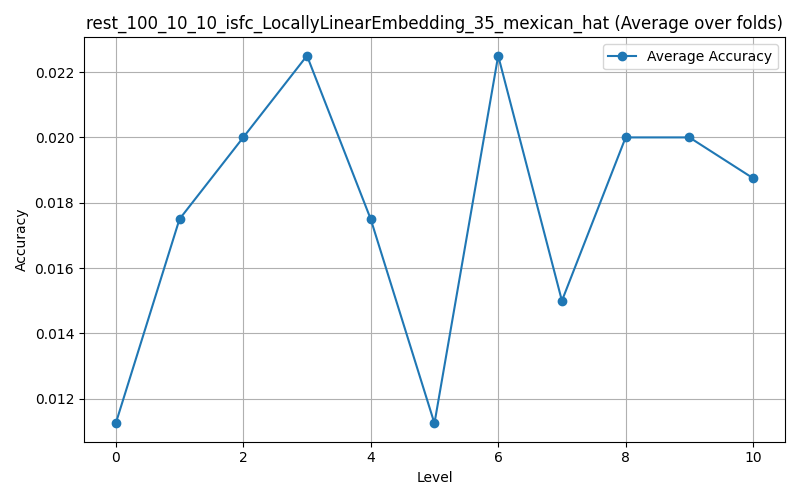 rest_100_10_10_isfc_LocallyLinearEmbedding_35_mexican_hat (Average over folds)
Average Accuracy
0.022
0.020
0.018
0.016
0.014
0.012
Accuracy
0 2 4 6 8 10
Level